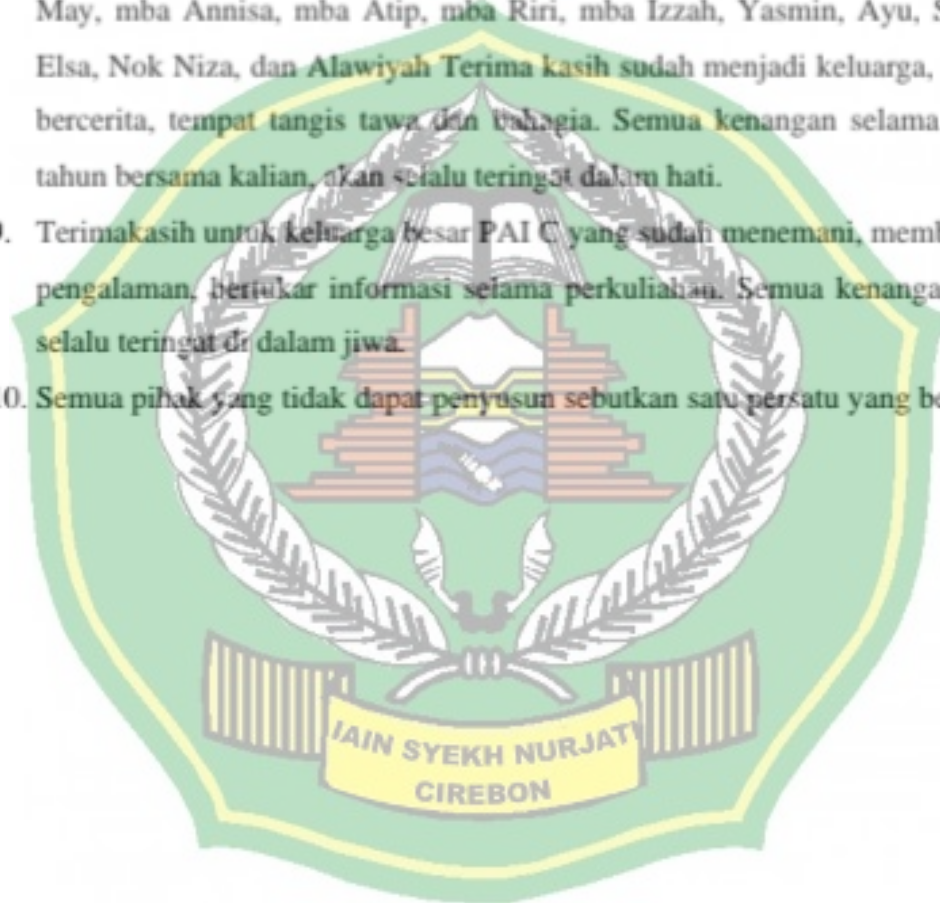 May, mba Annisa, mba Atip, mba Riri, mba Izzah, Yasmin, Ayu, S
Elsa, Nok Niza, dan Alawiyah Terima kasih sudah menjadi keluarga,
bercerita, tempat tangis tawa dan bahagia. Semua kenangan selama
tahun bersama kalian, akan selalu teringat dalam hati.
Terimakasih untuk keluarga besar PAI C yang sudah menemani, memb
pengalaman, bertukar informasi selama perkuliahan. Semua kenanga
selalu teringat di dalam jiwa.
0. Semua pihak yang tidak dapat penyusun sebutkan satu persatu yang be
IAIN SYEKH NURJATI
CIREBON